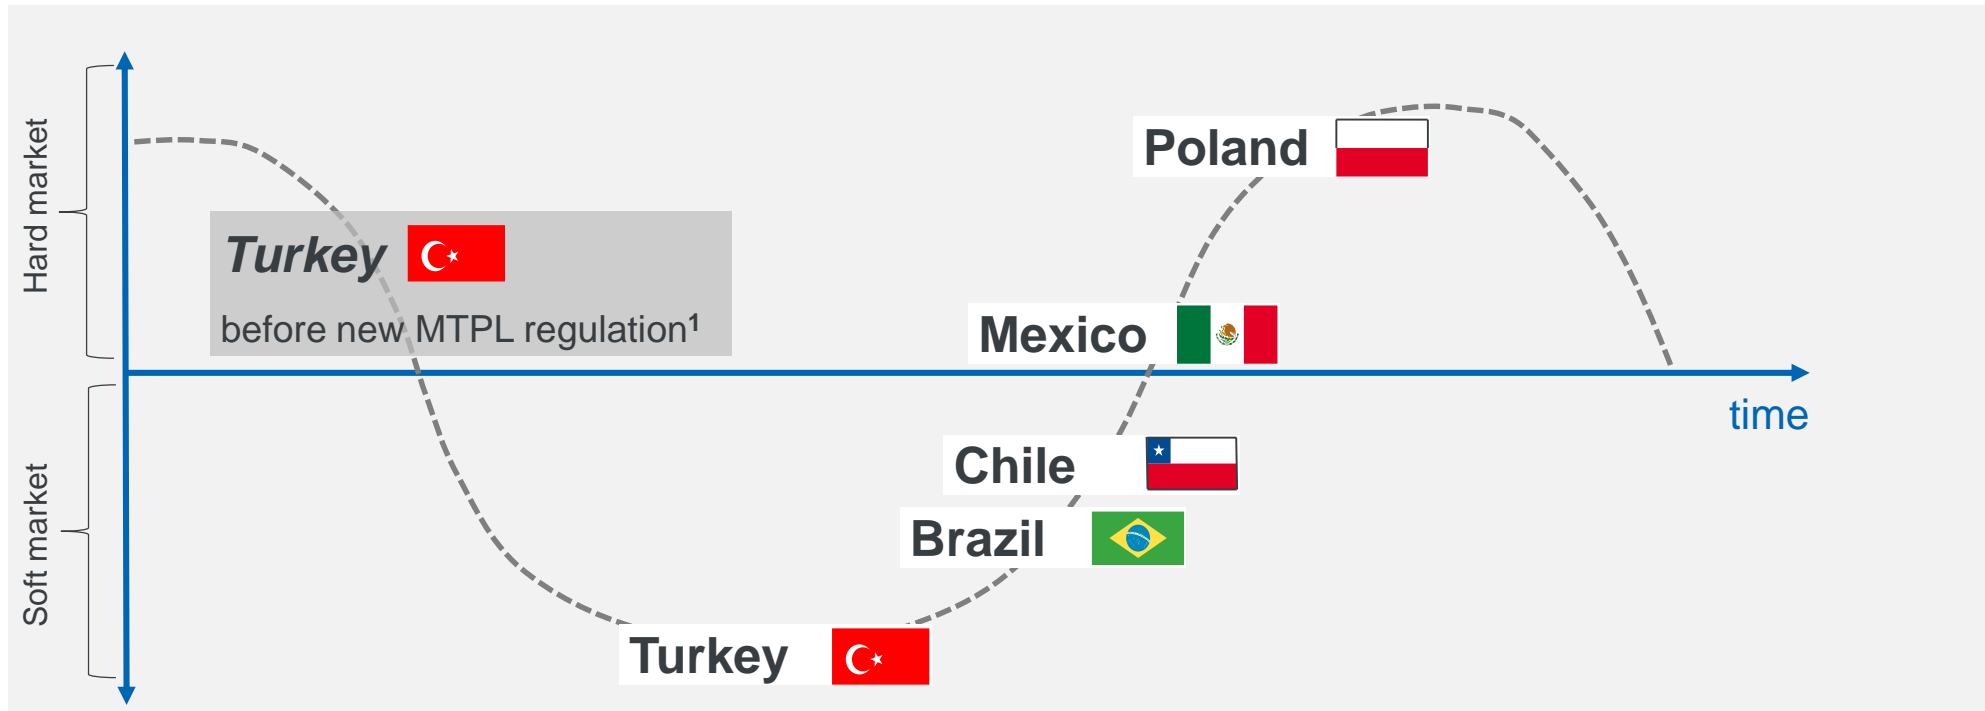 Hard market
Soft market
Turkey
before new MTPL regulation¹
Poland
Mexico
time
Chile
Brazil
Turkey